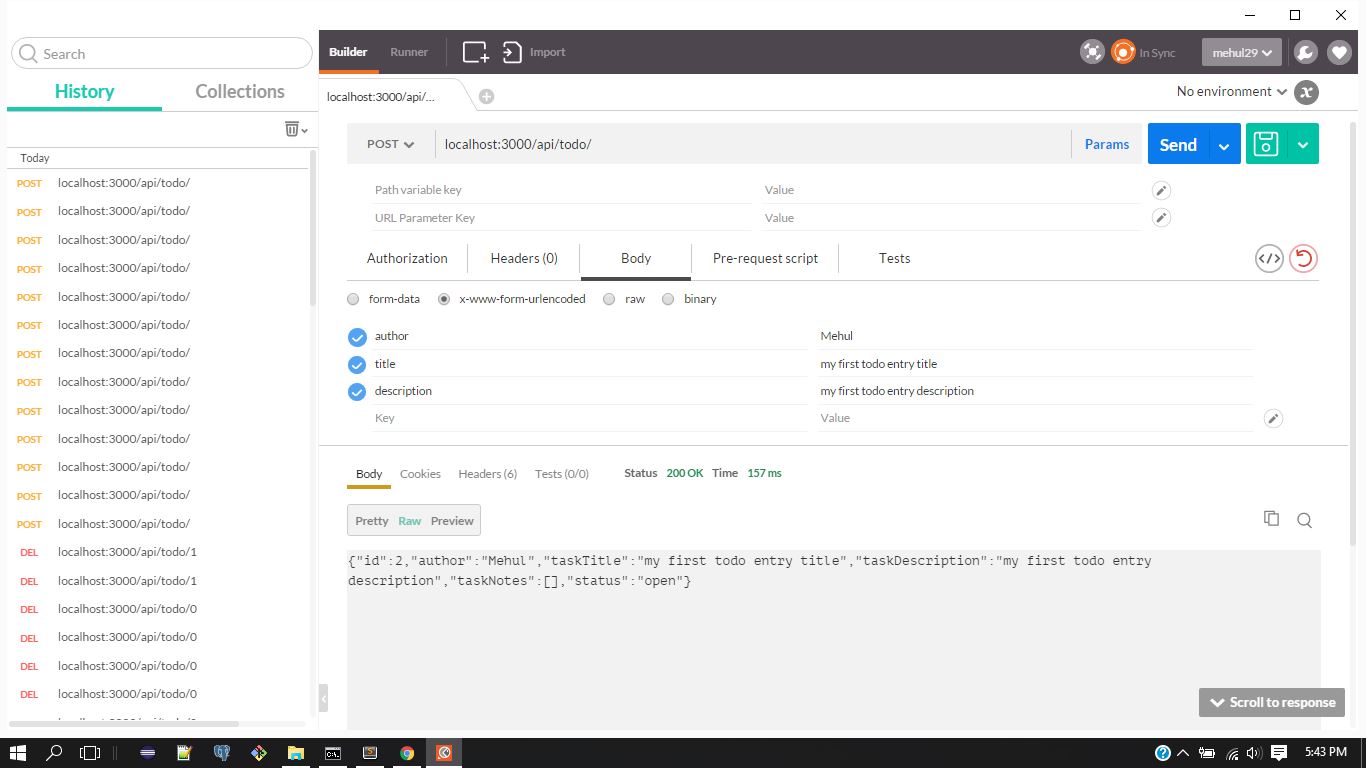 Builder
Runner
Import
In Sync
mehul29
Search
History
Collections
Today
POST localhost:3000/api/todo/
POST localhost:3000/api/todo/
POST localhost:3000/api/todo/
POST localhost:3000/api/todo/
POST localhost:3000/api/todo/
POST localhost:3000/api/todo/
POST localhost:3000/api/todo/
POST localhost:3000/api/todo/
POST localhost:3000/api/todo/
POST localhost:3000/api/todo/
POST localhost:3000/api/todo/
POST localhost:3000/api/todo/
POST localhost:3000/api/todo/
DEL localhost:3000/api/todo/1
DEL localhost:3000/api/todo/1
DEL localhost:3000/api/todo/0
DEL localhost:3000/api/todo/0
DEL localhost:3000/api/todo/0
DEL localhost:3000/api/todo/0
localhost:3000/api/...
No environment
POST localhost:3000/api/todo/ Params Send
Path variable key Value
URL Parameter Key Value
Authorization Headers (0) Body Pre-request script Tests
form-data x-www-form-urlencoded raw binary
author Mehul
title my first todo entry title
description my first todo entry description
Key Value
Body Cookies Headers (6) Tests (0/0) Status 200 OK Time 157 ms
Pretty Raw Preview
{"id":2,"author":"Mehul","taskTitle":"my first todo entry title","taskDescription":"my first todo entry
description","taskNotes":[],"status":"open"}
Scroll to response
5:43 PM